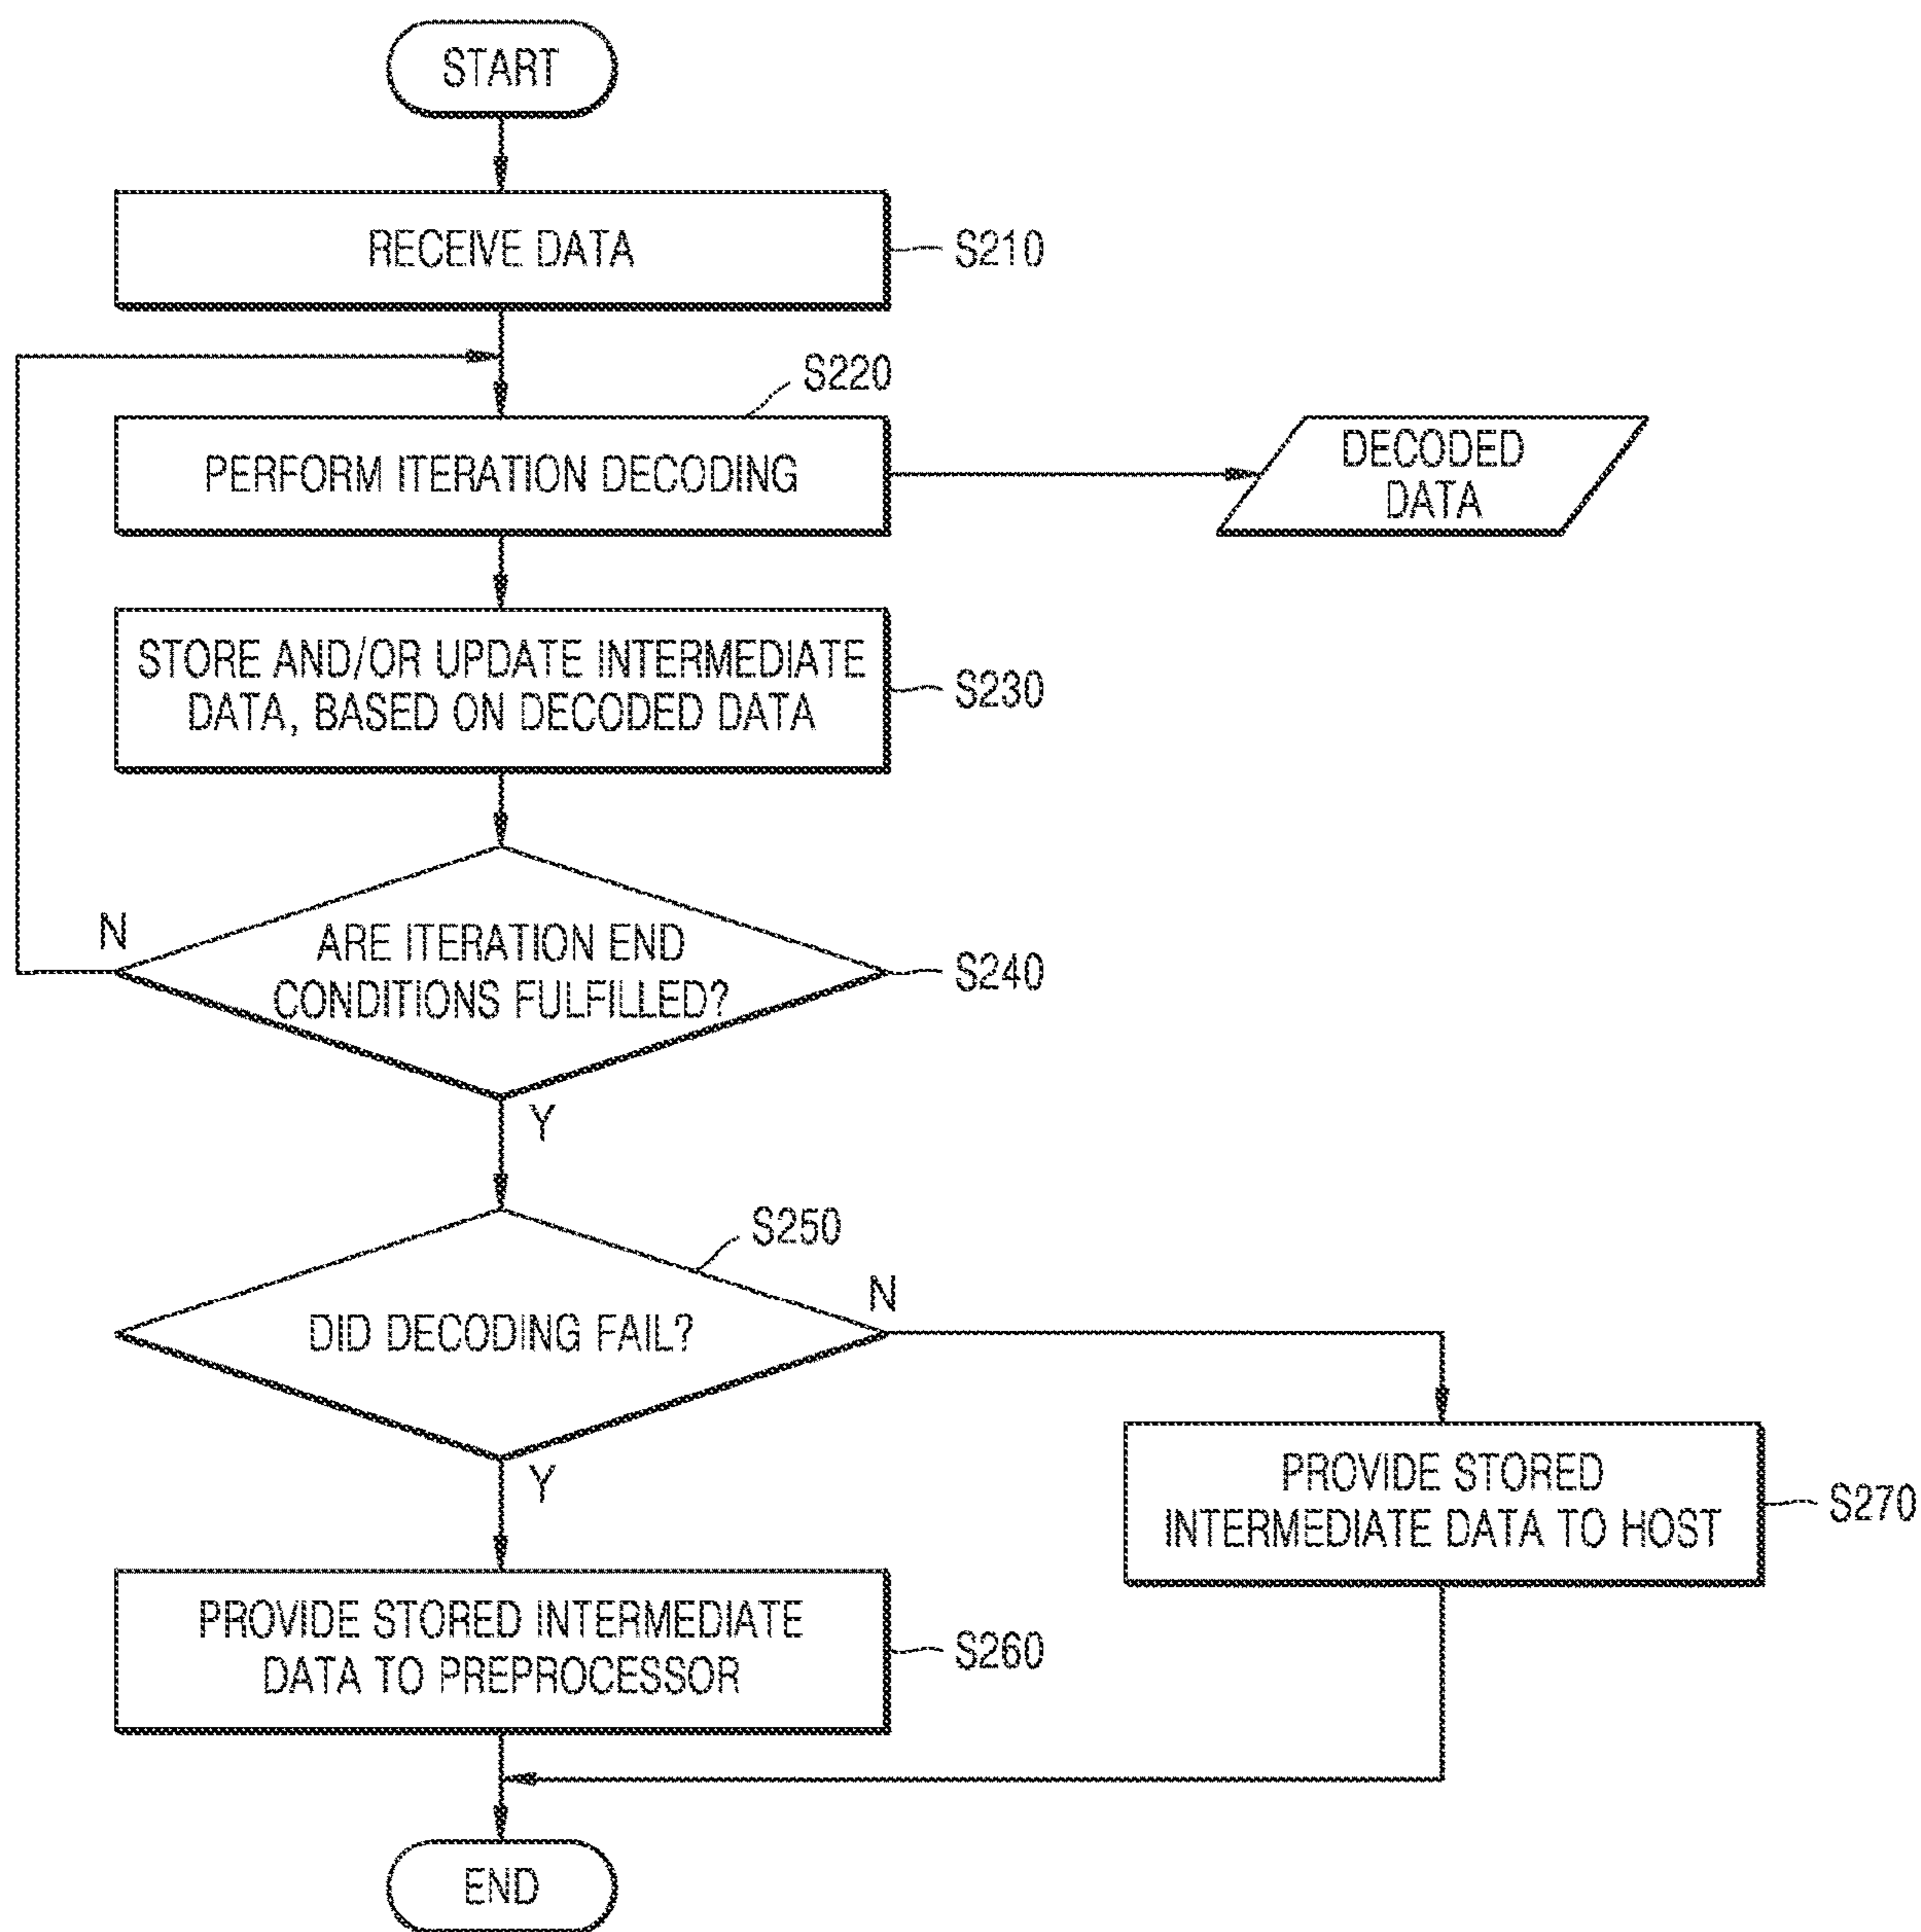 START
RECEIVE DATA
S210
S220
PERFORM ITERATION DECODING
DECODED
DATA
STORE AND/OR UPDATE INTERMEDIATE
DATA, BASED ON DECODED DATA
S230
N
ARE ITERATION END
CONDITIONS FULFILLED?
S240
Y
S250
DID DECODING FAIL?
N
Y
PROVIDE STORED
INTERMEDIATE DATA TO HOST
S270
PROVIDE STORED INTERMEDIATE
DATA TO PREPROCESSOR
S260
END